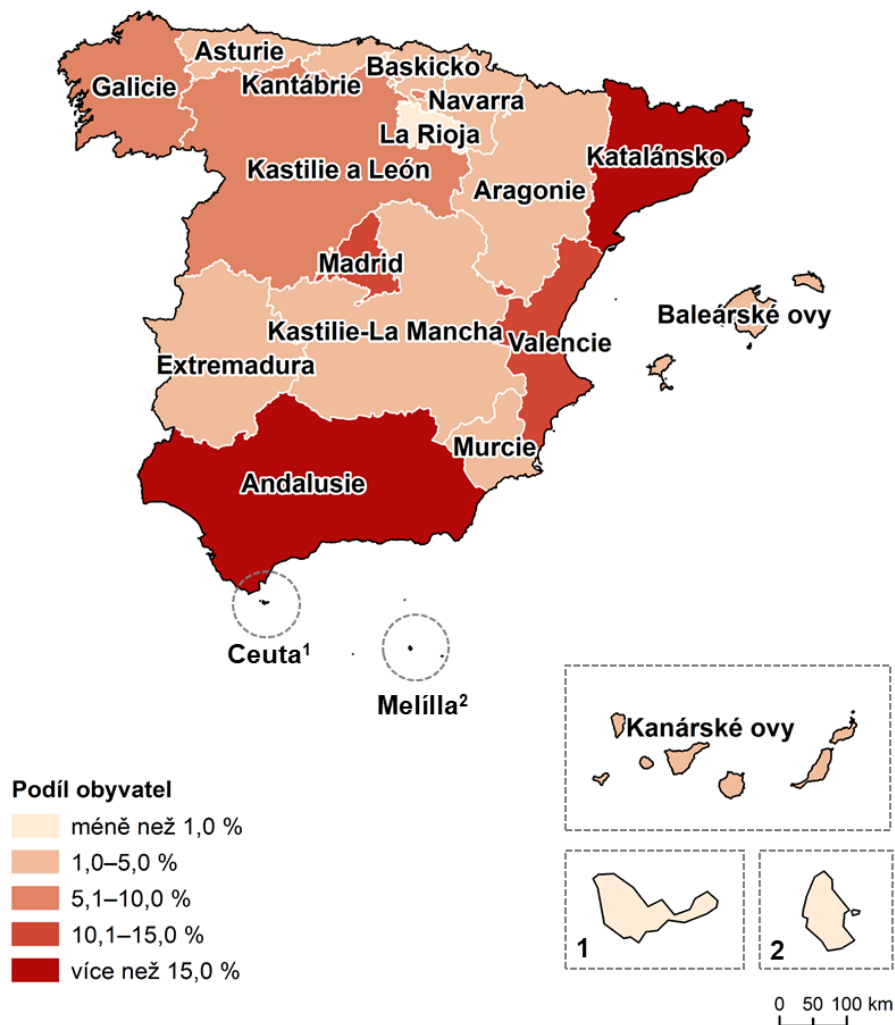 Asturie
Baskicko
Galicie
Kantábrie
Navarra
La Rioja
Kastilie a León
Katalánsko
Aragonie
Madrid
Baleárské ovy
Kastilie-La Mancha
Valencie
Extremadura
Murcie
Andalusie
Ceuta¹
Melílla²
Kanárské ovy
Podíl obyvatel
méně než 1,0 %
1,0–5,0 %
5,1–10,0 %
10,1–15,0 %
více než 15,0 %
1
2
0 50 100 km